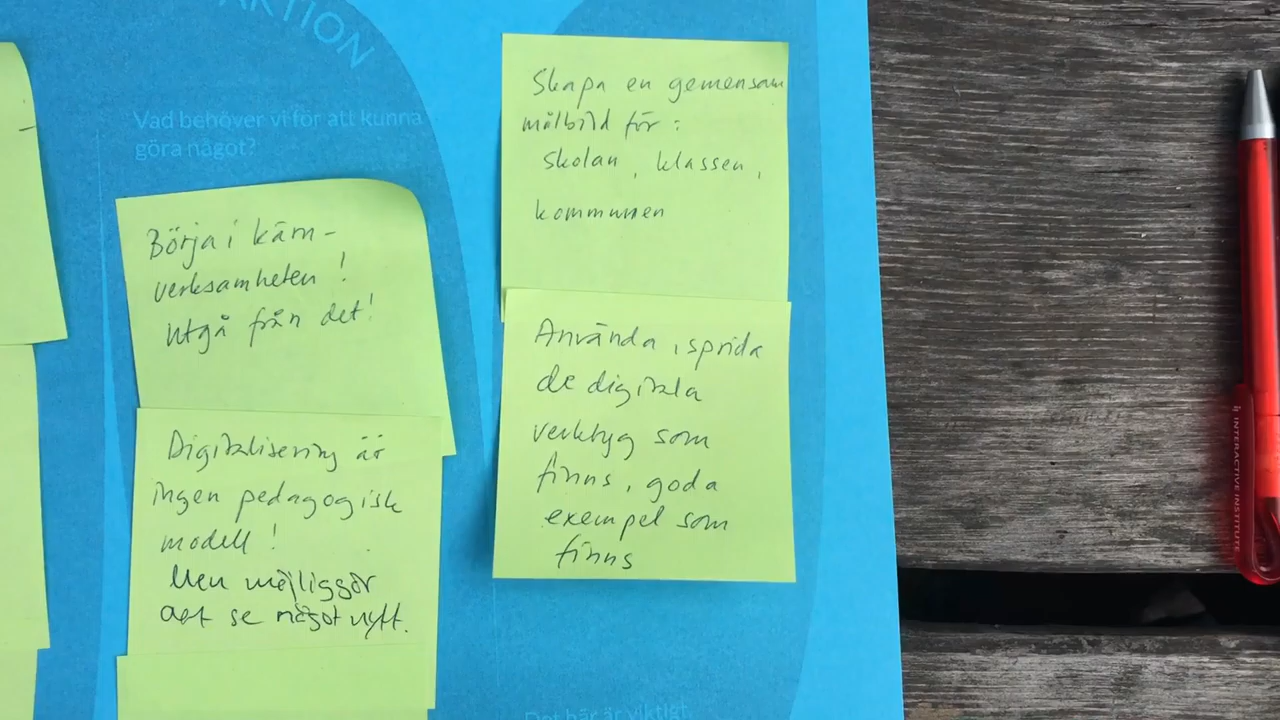 AKTION
Vad behöver vi för att kunna
göra något?
Börja i kärn-
verksamheten!
Utgå från det!
Digitalisering är
ingen pedagogisk
modell!
Men möjliggör
att se något nytt.
Skapa en gemensam
målbild för:
skolan, klassen,
kommunen
Använda, sprida
de digitala
verktyg som
finns, goda
exempel som
finns
Det här är viktigt
INTERACTIVE INSTITUTE